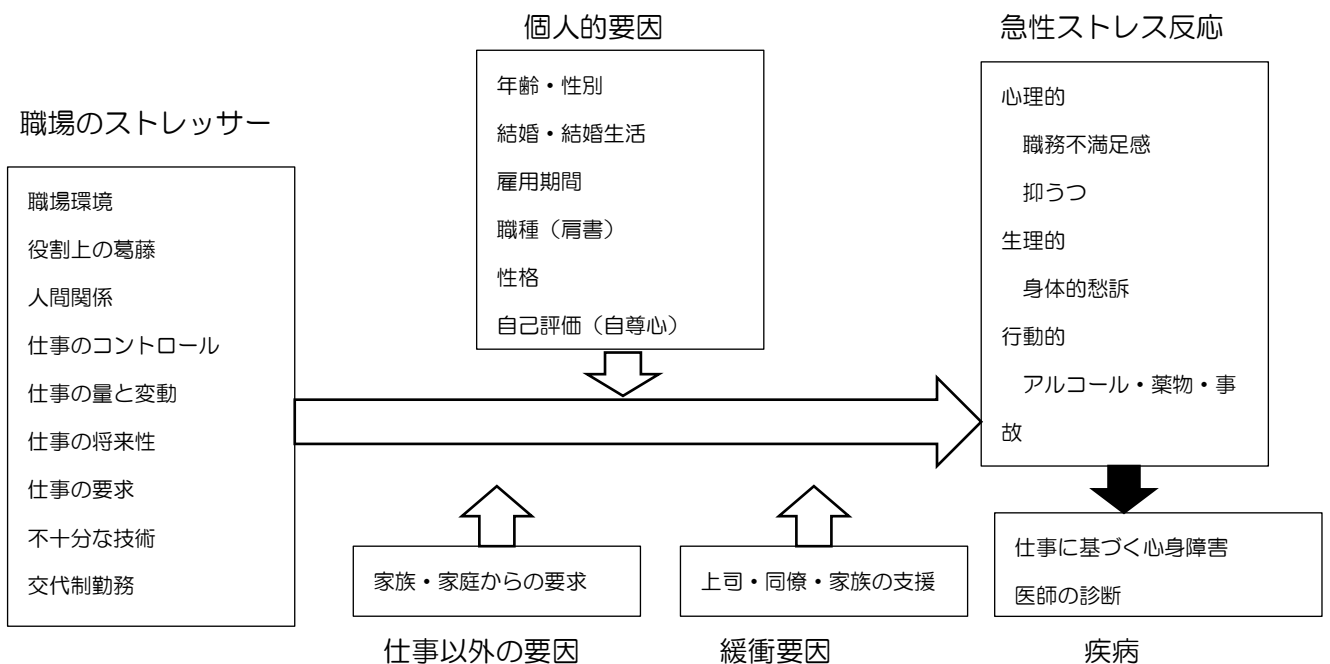 職場のストレッサー
職場環境
役割上の葛藤
人間関係
仕事のコントロール
仕事の量と変動
仕事の将来性
仕事の要求
不十分な技術
交代制勤務
個人的要因
年齢・性別
結婚・結婚生活
雇用期間
職種（肩書）
性格
自己評価（自尊心）
家族・家庭からの要求
仕事以外の要因
上司・同僚・家族の支援
緩衝要因
急性ストレス反応
心理的
職務不満足感
抑うつ
生理的
身体的愁訴
行動的
アルコール・薬物・事
故
仕事に基づく心身障害
医師の診断
疾病